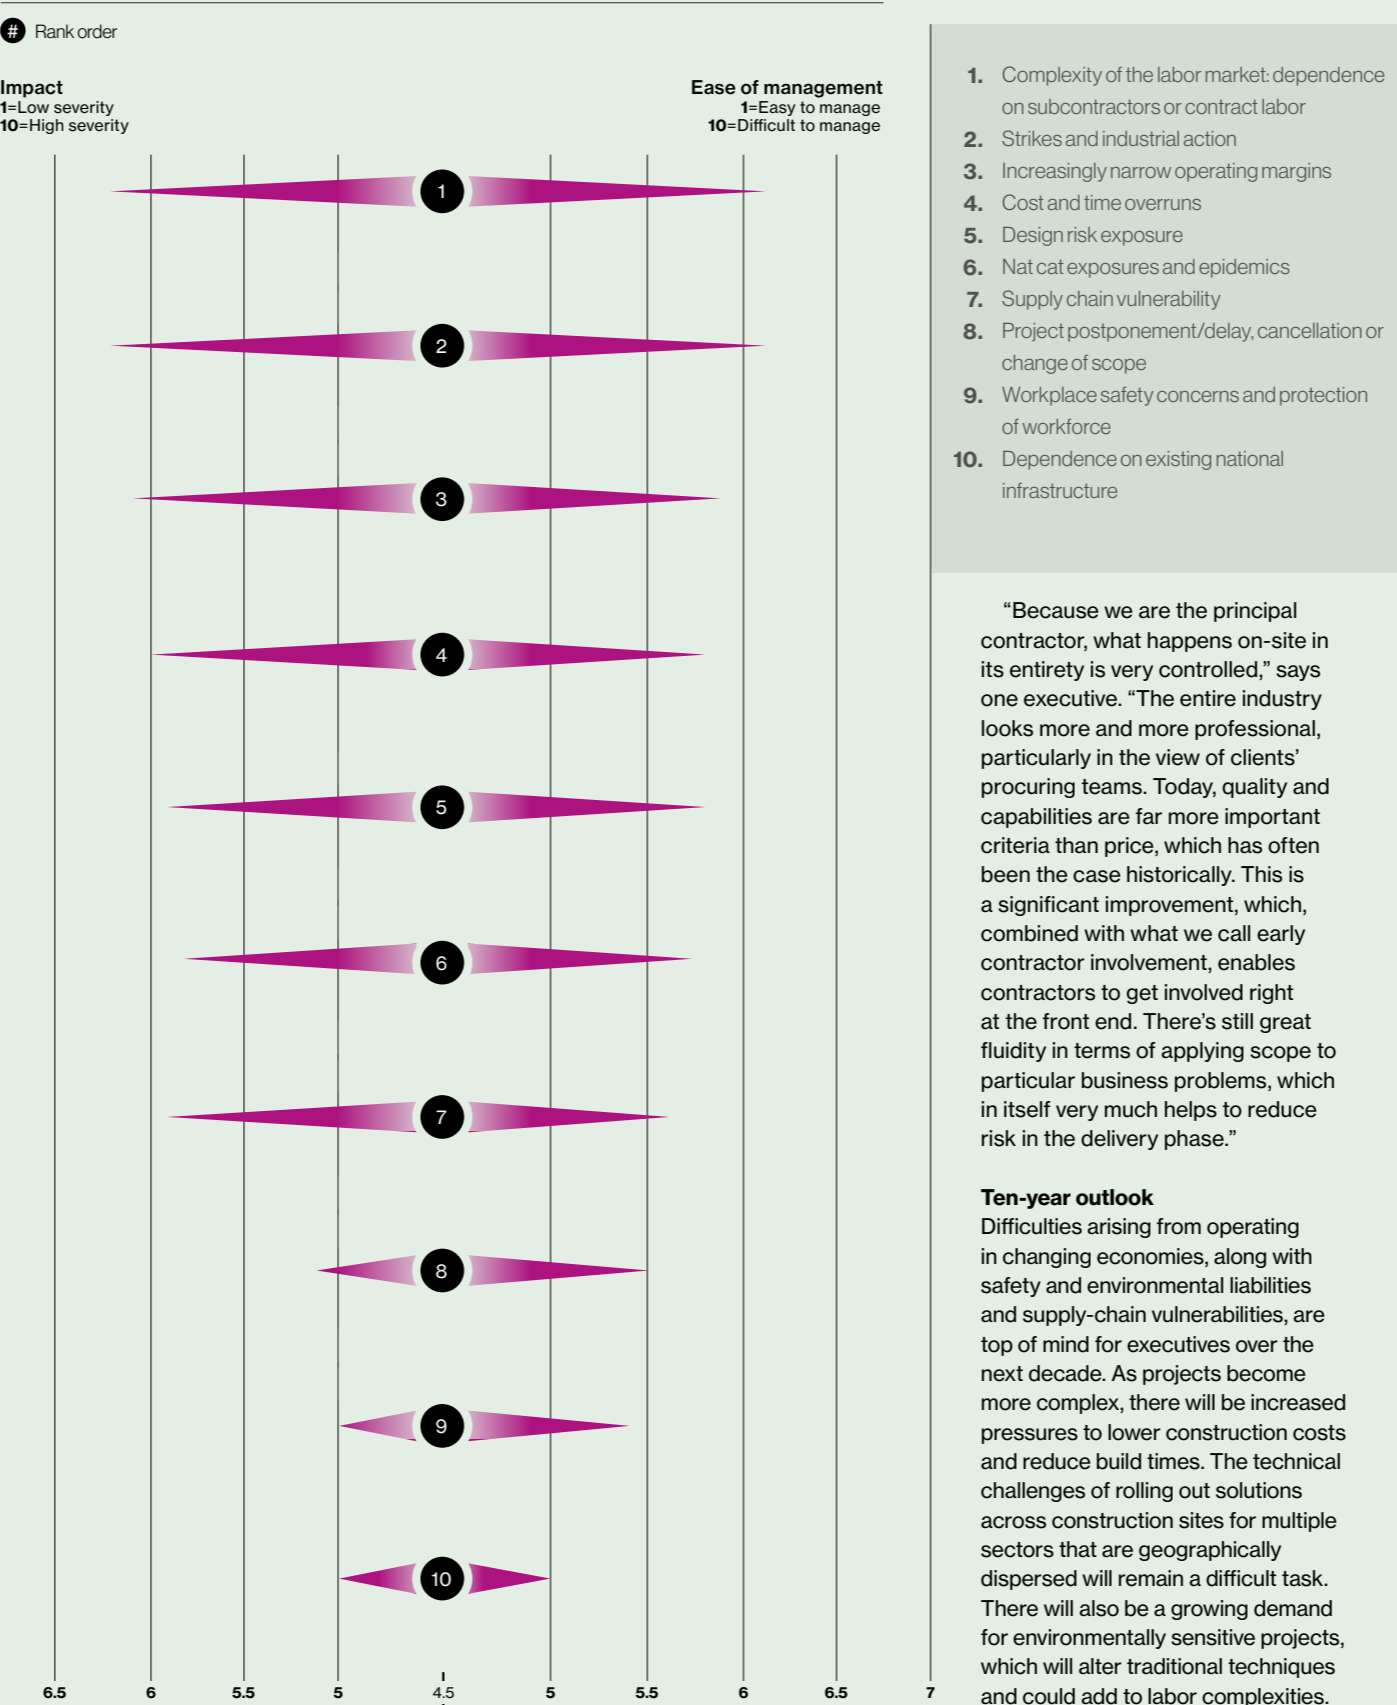 # Rank order
Impact
1=Low severity
10=High severity
Ease of management
1=Easy to manage
10=Difficult to manage
1
2
3
4
5
6
7
8
9
10
6.5 6 5.5 5 4.5 5 5.5 6 6.5 7
1. Complexity of the labor market: dependence
on subcontractors or contract labor
2. Strikes and industrial action
3. Increasingly narrow operating margins
4. Cost and time overruns
5. Design risk exposure
6. Nat cat exposures and epidemics
7. Supply chain vulnerability
8. Project postponement/delay, cancellation or
change of scope
9. Workplace safety concerns and protection
of workforce
10. Dependence on existing national
infrastructure
“Because we are the principal
contractor, what happens on-site in
its entirety is very controlled,” says
one executive. “The entire industry
looks more and more professional,
particularly in the view of clients’
procuring teams. Today, quality and
capabilities are far more important
criteria than price, which has often
been the case historically. This is
a significant improvement, which,
combined with what we call early
contractor involvement, enables
contractors to get involved right
at the front end. There’s still great
fluidity in terms of applying scope to
particular business problems, which
in itself very much helps to reduce
risk in the delivery phase.”
Ten-year outlook
Difficulties arising from operating
in changing economies, along with
safety and environmental liabilities
and supply-chain vulnerabilities, are
top of mind for executives over the
next decade. As projects become
more complex, there will be increased
pressures to lower construction costs
and reduce build times. The technical
challenges of rolling out solutions
across construction sites for multiple
sectors that are geographically
dispersed will remain a difficult task.
There will also be a growing demand
for environmentally sensitive projects,
which will alter traditional techniques
and could add to labor complexities.